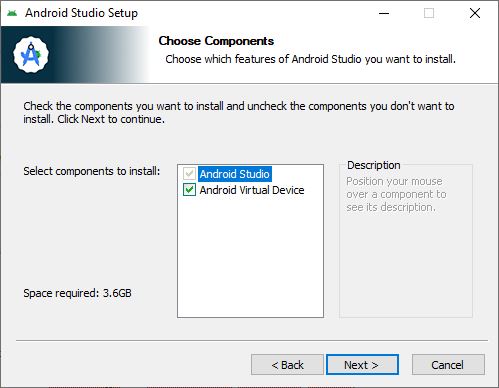 Android Studio Setup
Choose Components
Choose which features of Android Studio you want to install.
Check the components you want to install and uncheck the components you don't want to
install. Click Next to continue.
Select components to install:
Android Studio
Android Virtual Device
Description
Position your mouse
over a component to
see its description.
Space required: 3.6GB
< Back
Next >
Cancel